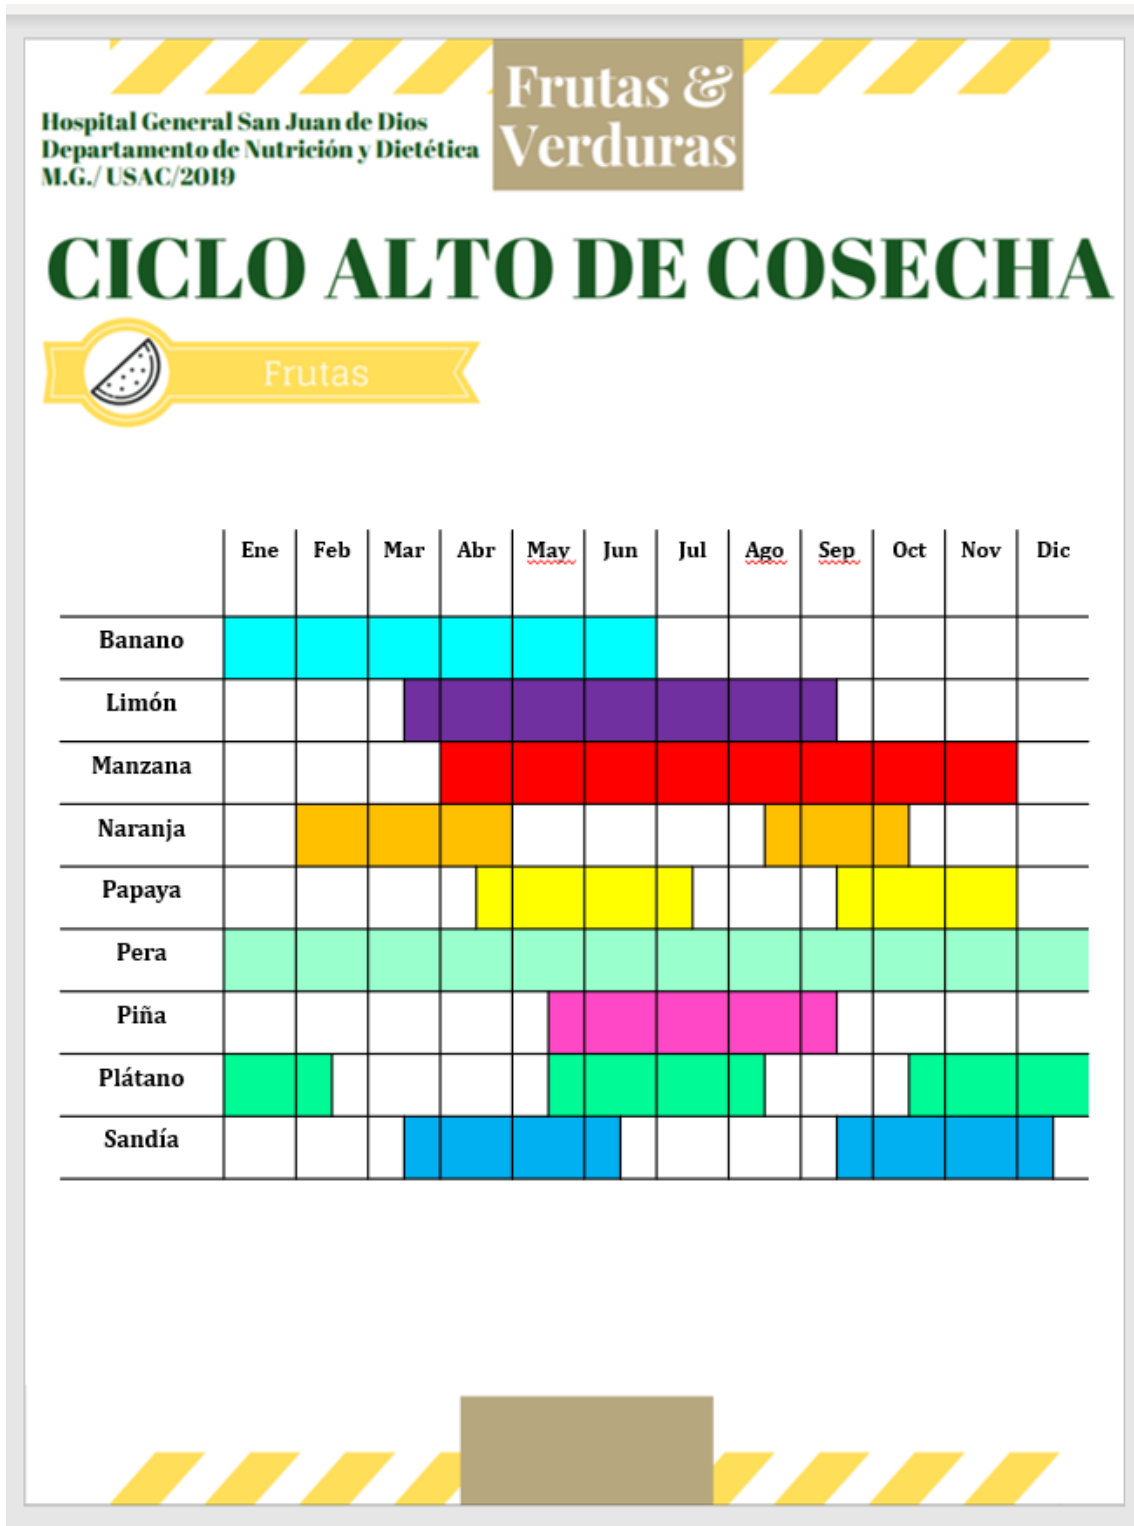 Frutas &
Verduras
Hospital General San Juan de Dios
Departamento de Nutrición y Dietética
M.G./ USAC/2019
CICLO ALTO DE COSECHA
Frutas
Ene Feb Mar Abr May Jun Jul Ago Sep Oct Nov Dic
Banano
Limón
Manzana
Naranja
Papaya
Pera
Piña
Plátano
Sandía